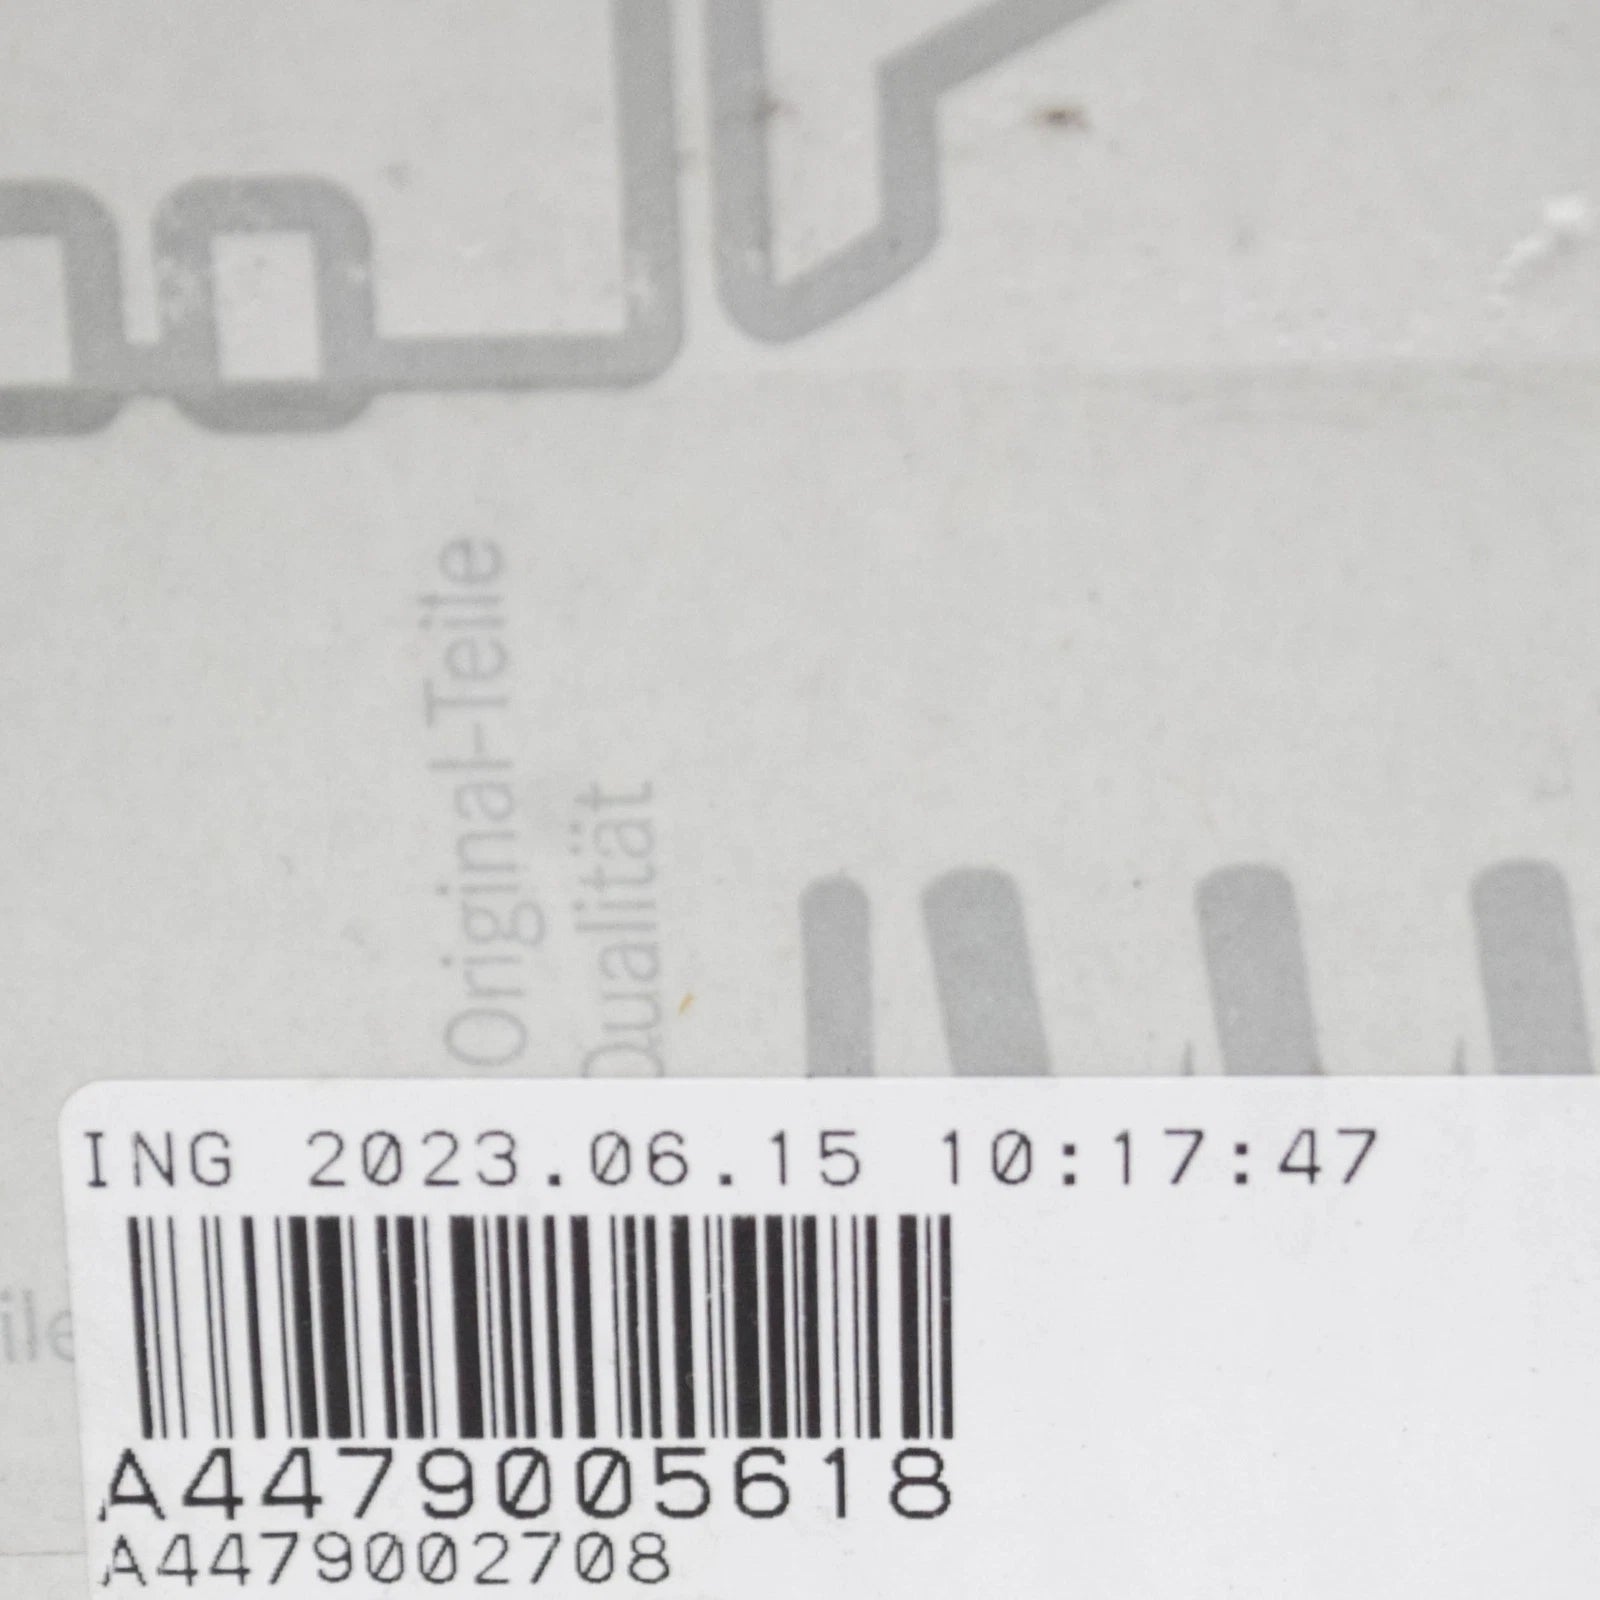 Original-Teile
Qualität
ING 2023.06.15 10:17:47
A4479005618
A4479002708